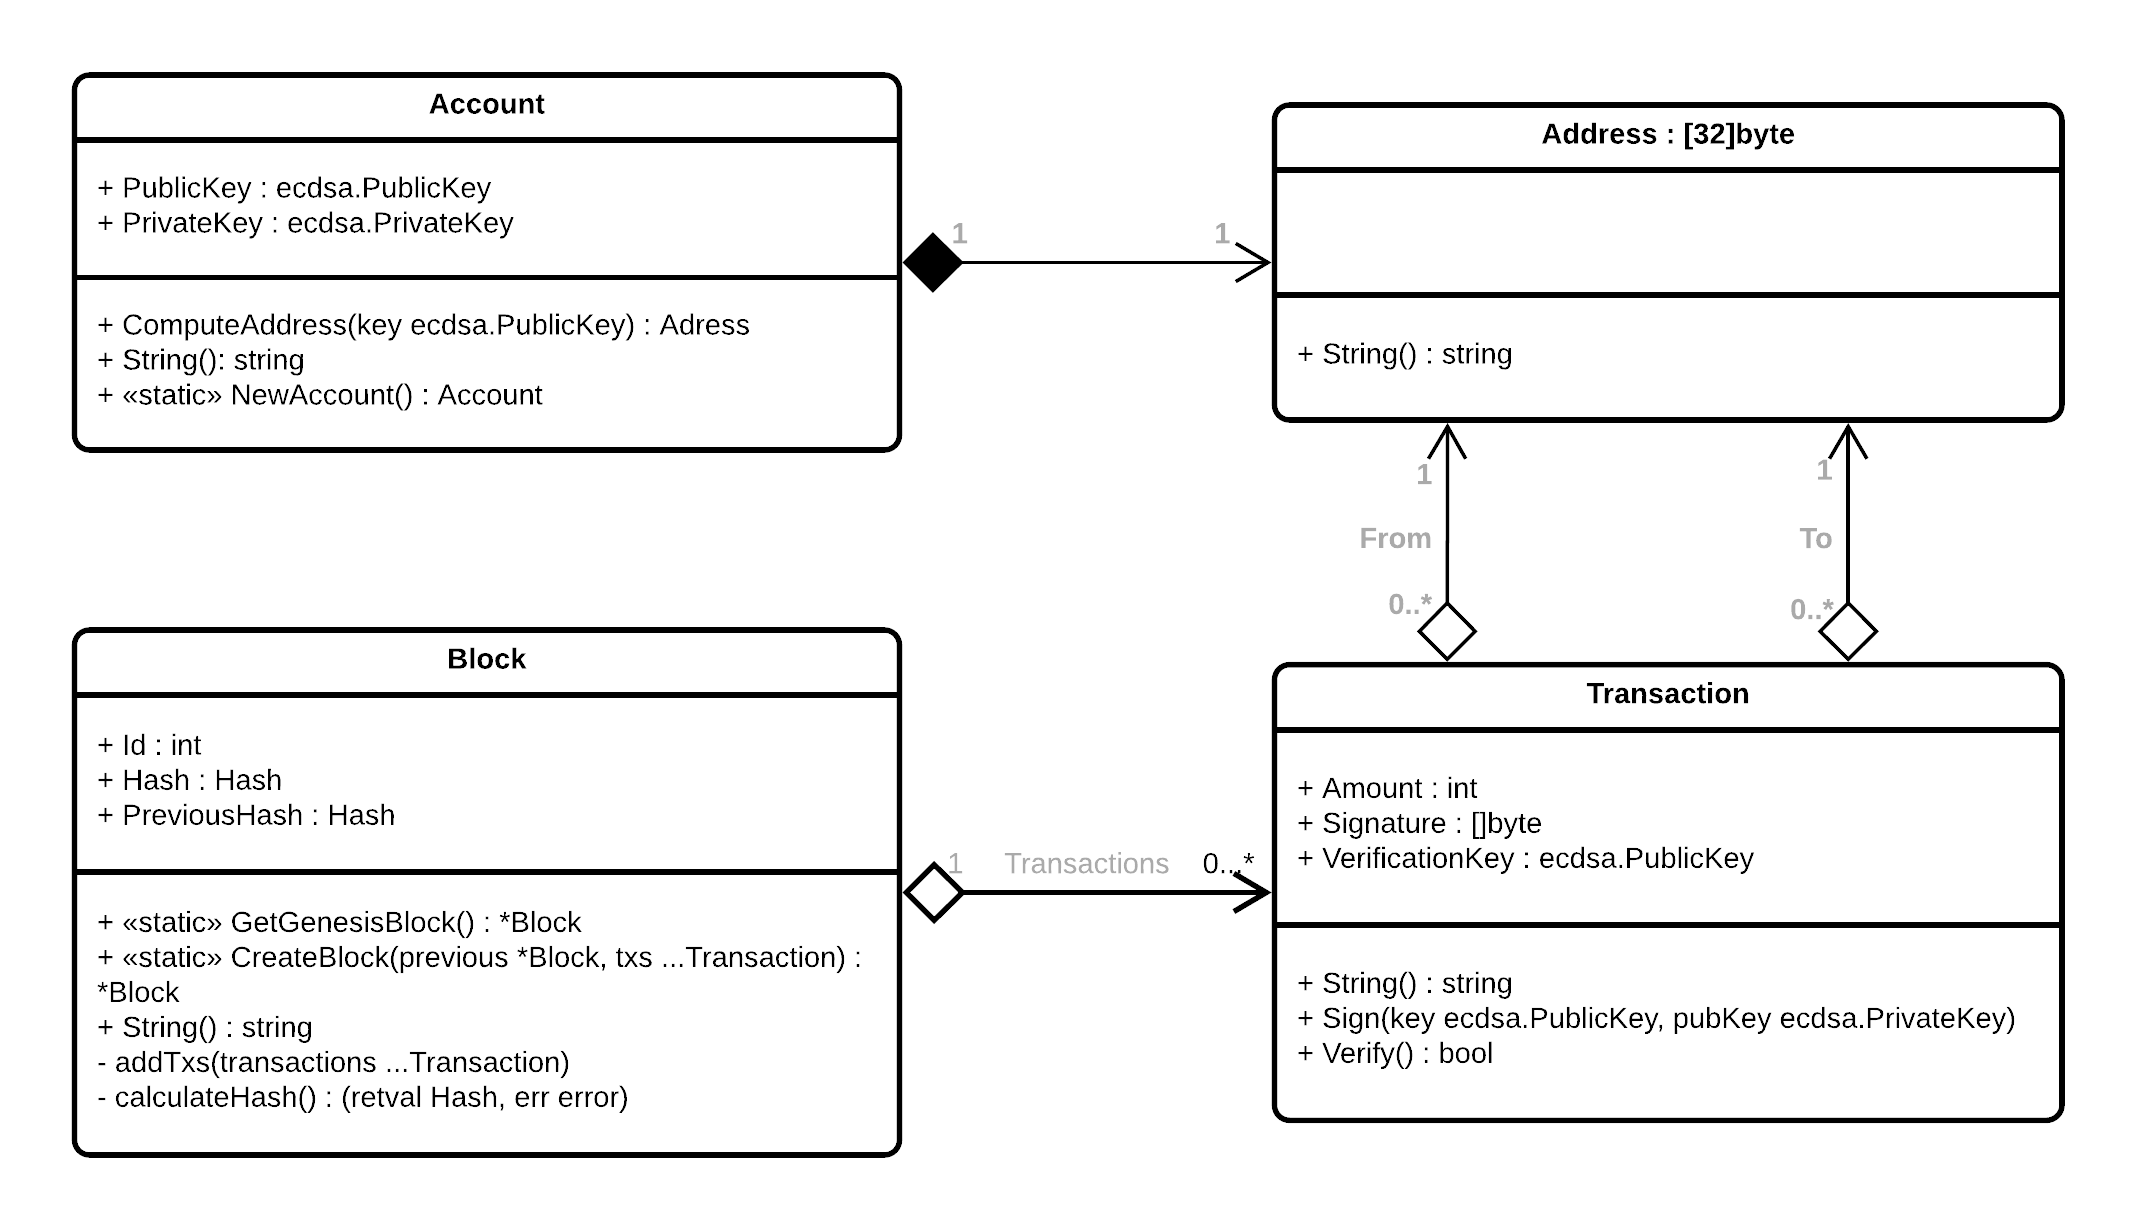 Account
+ PublicKey : ecdsa.PublicKey
+ PrivateKey : ecdsa.PrivateKey
+ ComputeAddress(key ecdsa.PublicKey) : Adress
+ String(): string
+ «static» NewAccount() : Account
1
1
Address : [32]byte
+ String() : string
1
From
0..*
1
To
0..*
Block
+ Id : int
+ Hash : Hash
+ PreviousHash : Hash
+ «static» GetGenesisBlock() : *Block
+ «static» CreateBlock(previous *Block, txs ...Transaction) :
*Block
+ String() : string
- addTxs(transactions ...Transaction)
- calculateHash() : (retval Hash, err error)
1
Transactions
0...*
Transaction
+ Amount : int
+ Signature : []byte
+ VerificationKey : ecdsa.PublicKey
+ String() : string
+ Sign(key ecdsa.PublicKey, pubKey ecdsa.PrivateKey)
+ Verify() : bool